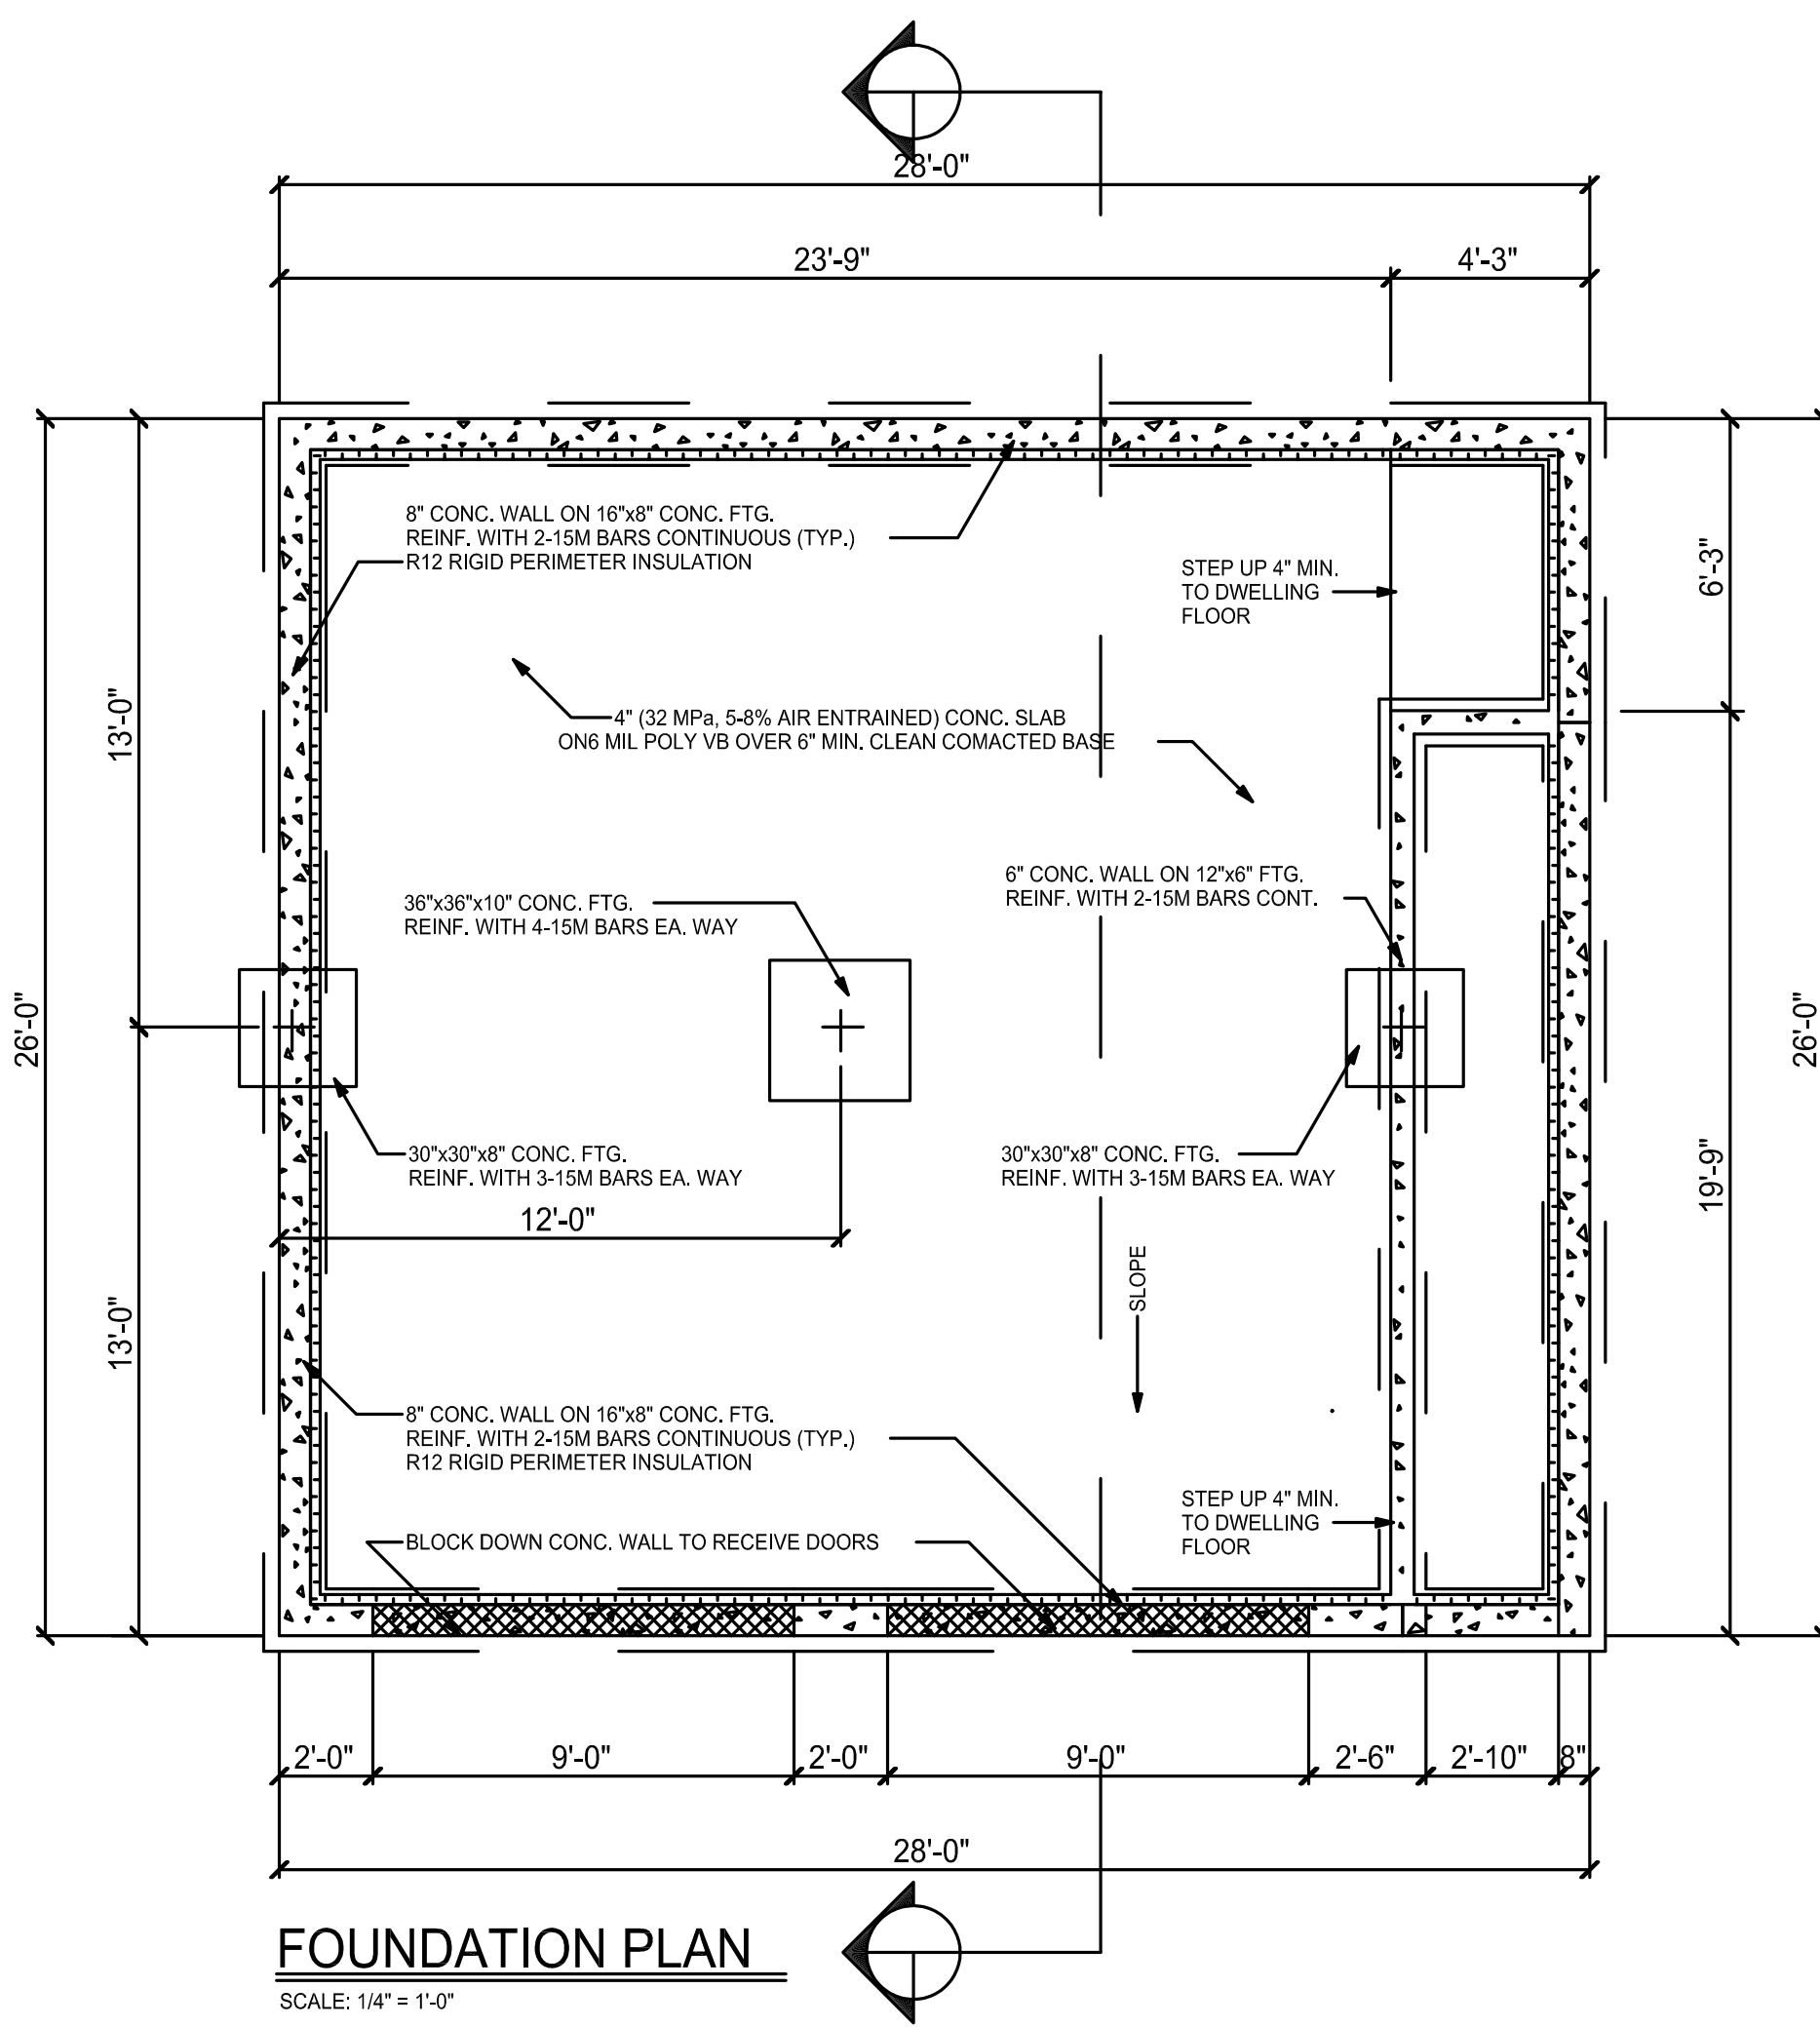 28'-0"
23'-9"
4'-3"
8" CONC. WALL ON 16"x8" CONC. FTG.
REINF. WITH 2-15M BARS CONTINUOUS (TYP.)
R12 RIGID PERIMETER INSULATION
STEP UP 4" MIN.
TO DWELLING
FLOOR
6'-3"
13'-0"
4" (32 MPa, 5-8% AIR ENTRAINED) CONC. SLAB
ON6 MIL POLY VB OVER 6" MIN. CLEAN COMACTED BASE
36"x36"x10" CONC. FTG.
REINF. WITH 4-15M BARS EA. WAY
6" CONC. WALL ON 12"x6" FTG.
REINF. WITH 2-15M BARS CONT.
26'-0"
26'-0"
30"x30"x8" CONC. FTG.
REINF. WITH 3-15M BARS EA. WAY
30"x30"x8" CONC. FTG.
REINF. WITH 3-15M BARS EA. WAY
19'-9"
12'-0"
SLOPE
13'-0"
8" CONC. WALL ON 16"x8" CONC. FTG.
REINF. WITH 2-15M BARS CONTINUOUS (TYP.)
R12 RIGID PERIMETER INSULATION
STEP UP 4" MIN.
TO DWELLING
FLOOR
BLOCK DOWN CONC. WALL TO RECEIVE DOORS
2'-0"
9'-0"
2'-0"
9'-0"
2'-6"
2'-10"
8"
28'-0"
FOUNDATION PLAN
SCALE: 1/4" = 1'-0"